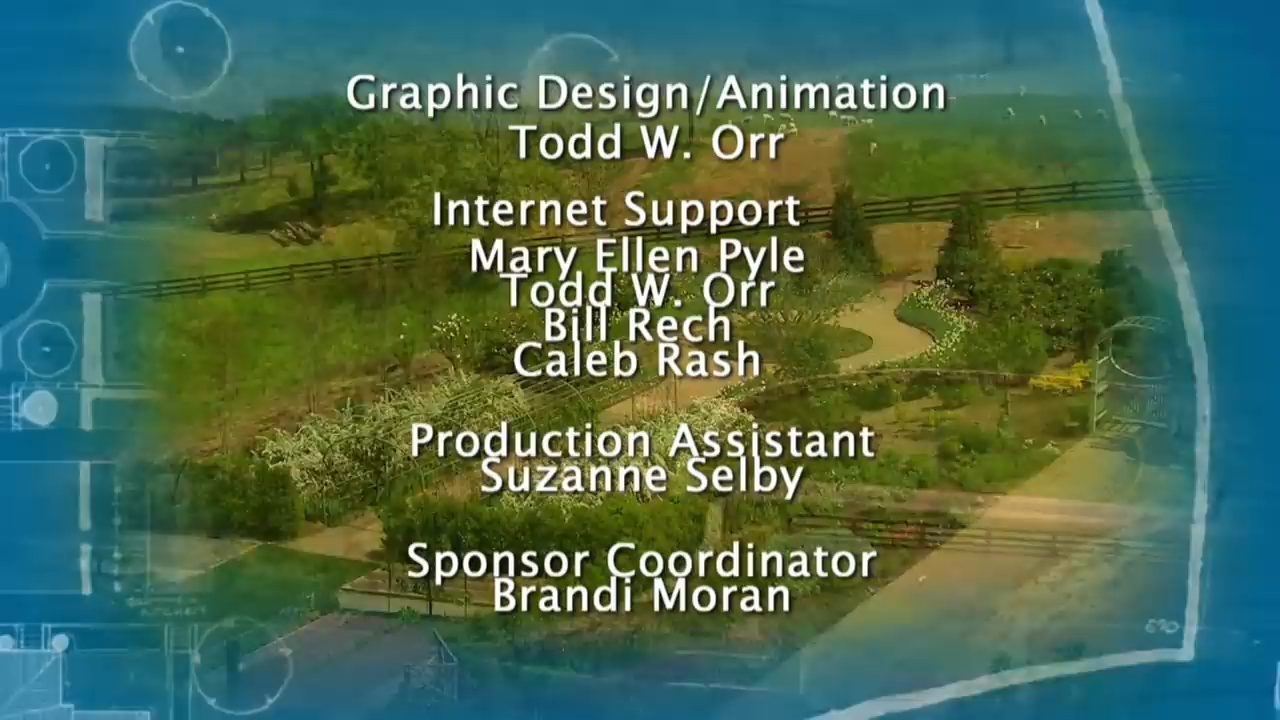 Graphic Design/Animation
Todd W. Orr
Internet Support
Mary Ellen Pyle
Todd W. Orr
Bill Rech
Caleb Rash
Production Assistant
Suzanne Selby
Sponsor Coordinator
Brandi Moran